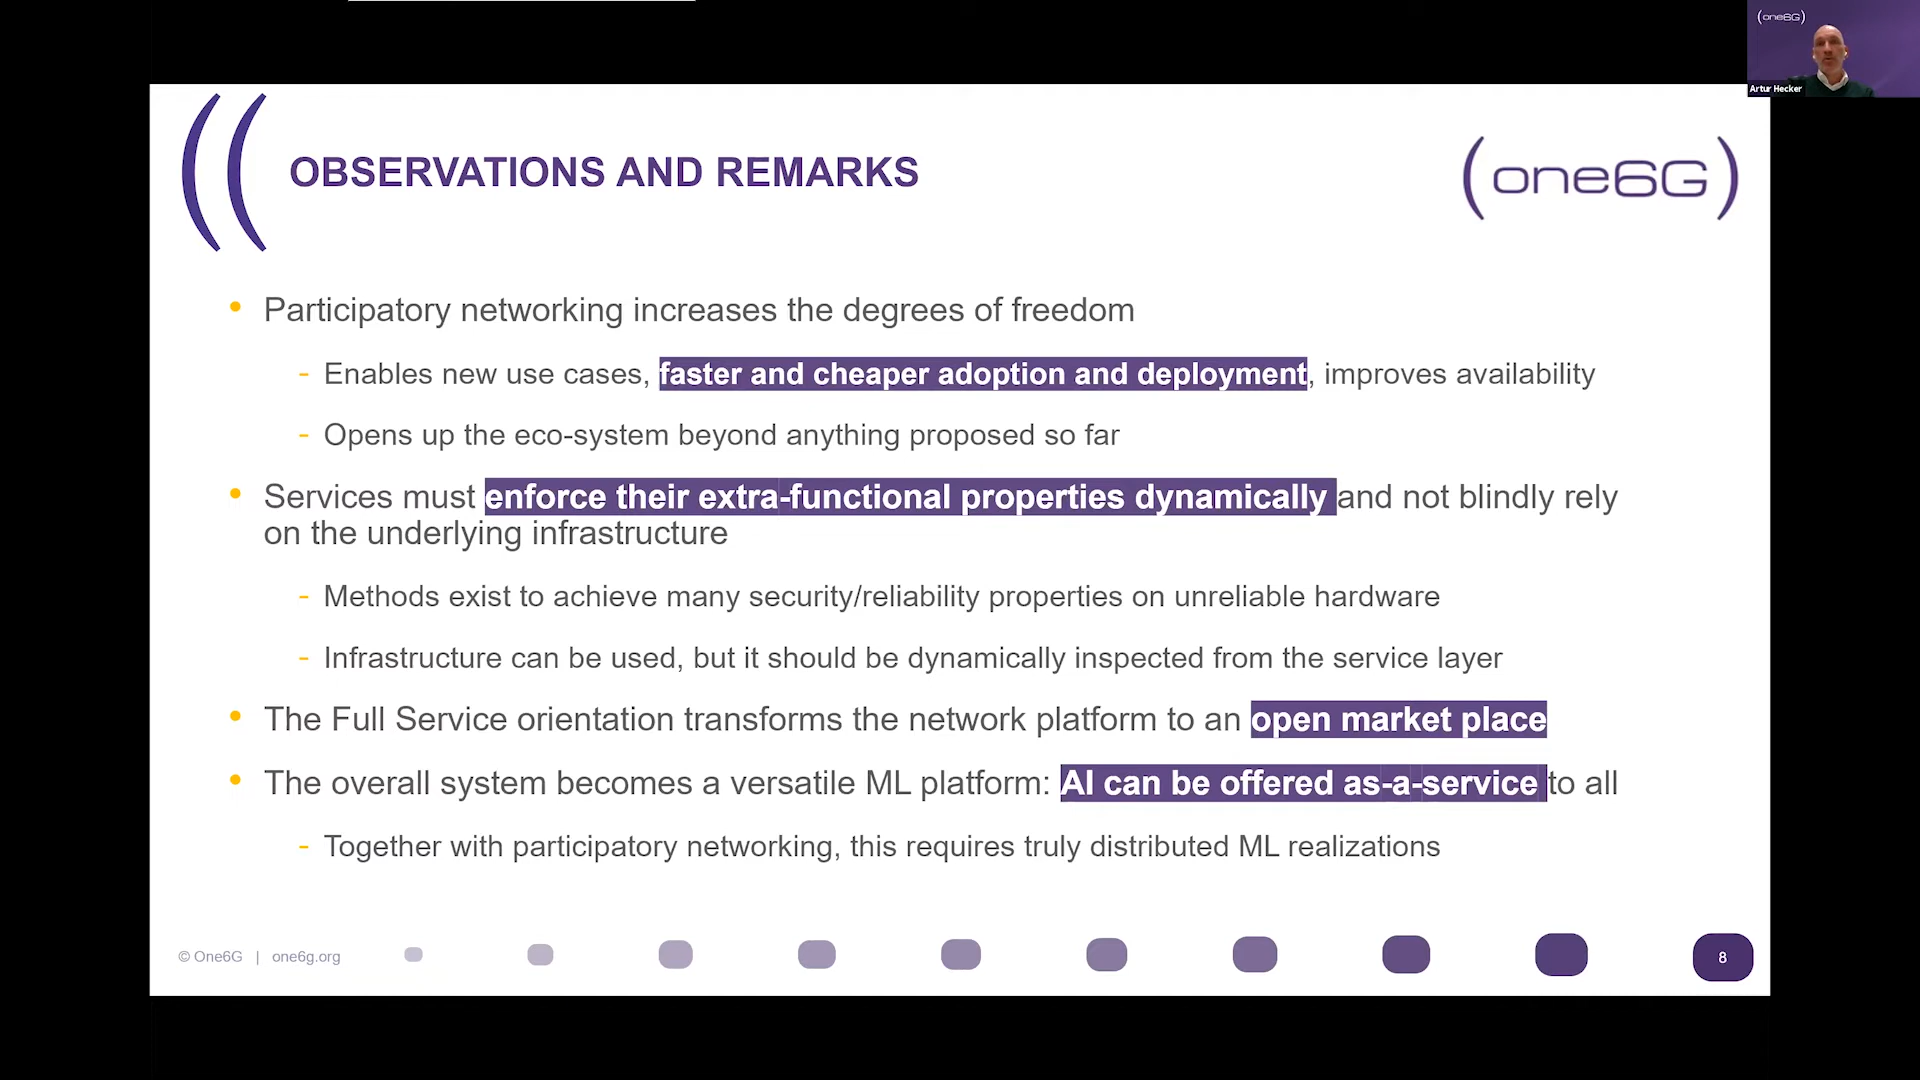 (one6G)
Artur Hecker
OBSERVATIONS AND REMARKS
(one6G)
• Participatory networking increases the degrees of freedom
- Enables new use cases, faster and cheaper adoption and deployment, improves availability
- Opens up the eco-system beyond anything proposed so far
• Services must enforce their extra-functional properties dynamically and not blindly rely
on the underlying infrastructure
- Methods exist to achieve many security/reliability properties on unreliable hardware
- Infrastructure can be used, but it should be dynamically inspected from the service layer
• The Full Service orientation transforms the network platform to an open market place
• The overall system becomes a versatile ML platform: AI can be offered as-a-service to all
- Together with participatory networking, this requires truly distributed ML realizations
© One6G | one6g.org
8